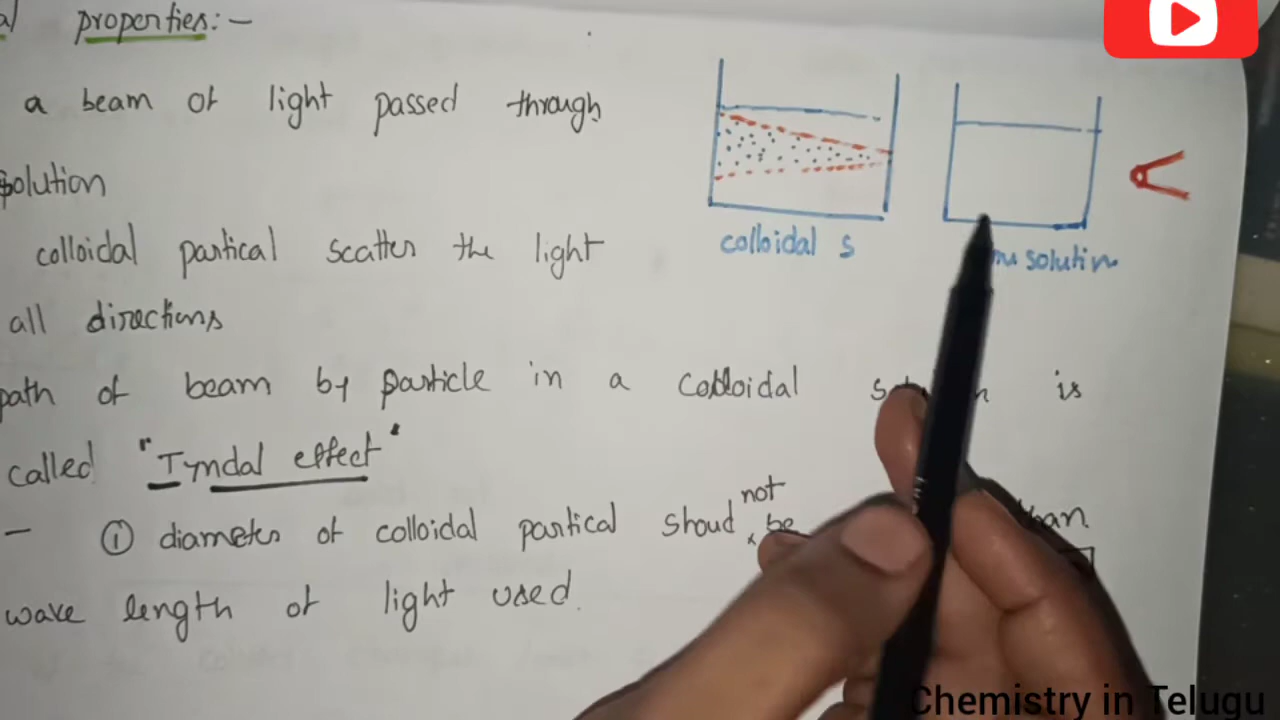 properties:-
a beam of light passed through
solution
colloidal partical scatter the light
all directions
path of beam by particle in a colloidal is
called "Tyndal effect"
- ① diameter of colloidal partical shoud not be than
wave length of light used.
colloidal s
solutin
Chemistry in Telugu